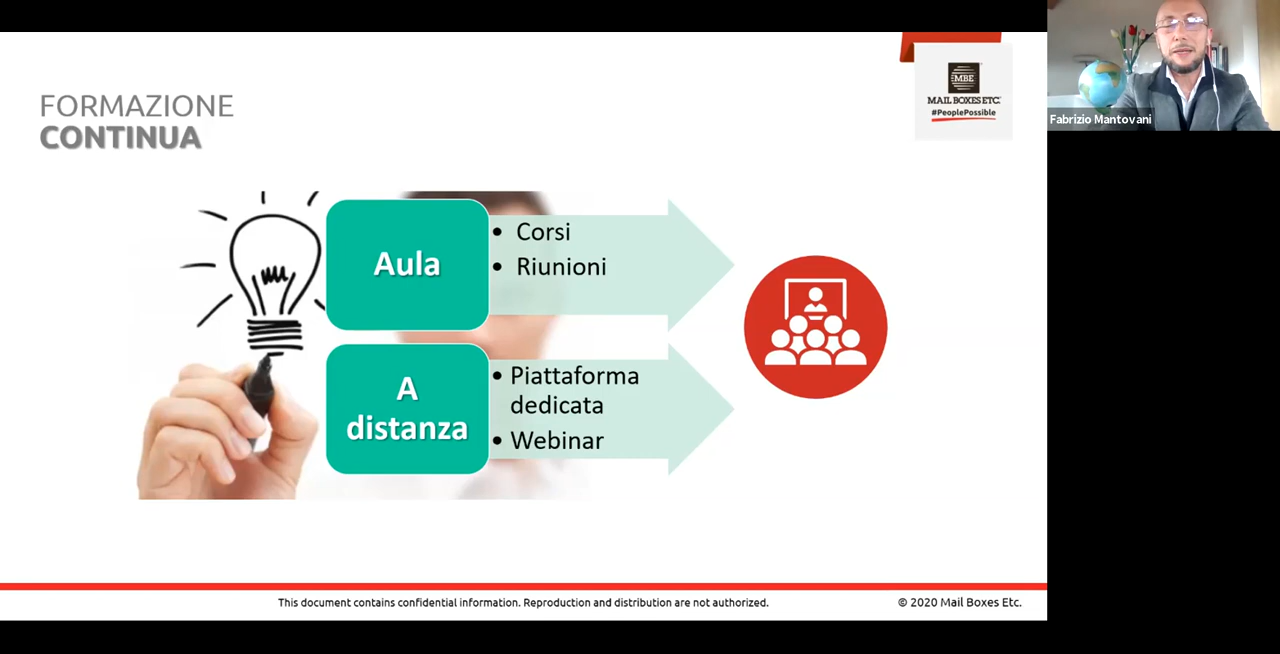 FORMAZIONE
CONTINUA
MBE
MAIL BOXES ETC.
#PeoplePossible
Fabrizio Mantovani
Aula
• Corsi
• Riunioni
A
distanza
• Piattaforma
dedicata
• Webinar
This document contains confidential information. Reproduction and distribution are not authorized.
© 2020 Mail Boxes Etc.